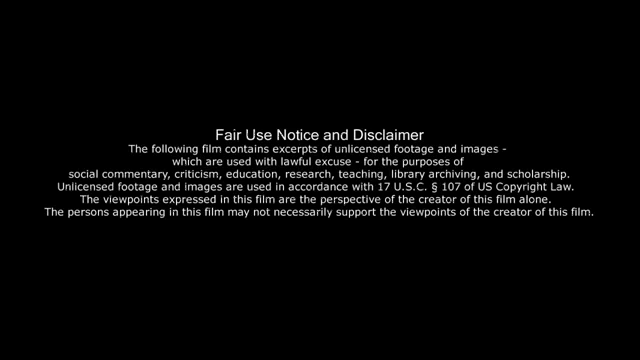 Fair Use Notice and Disclaimer
The following film contains excerpts of unlicensed footage and images -
which are used with lawful excuse - for the purposes of
social commentary, criticism, education, research, teaching, library archiving, and scholarship.
Unlicensed footage and images are used in accordance with 17 U.S.C. § 107 of US Copyright Law.
The viewpoints expressed in this film are the perspective of the creator of this film alone.
The persons appearing in this film may not necessarily support the viewpoints of the creator of this film.